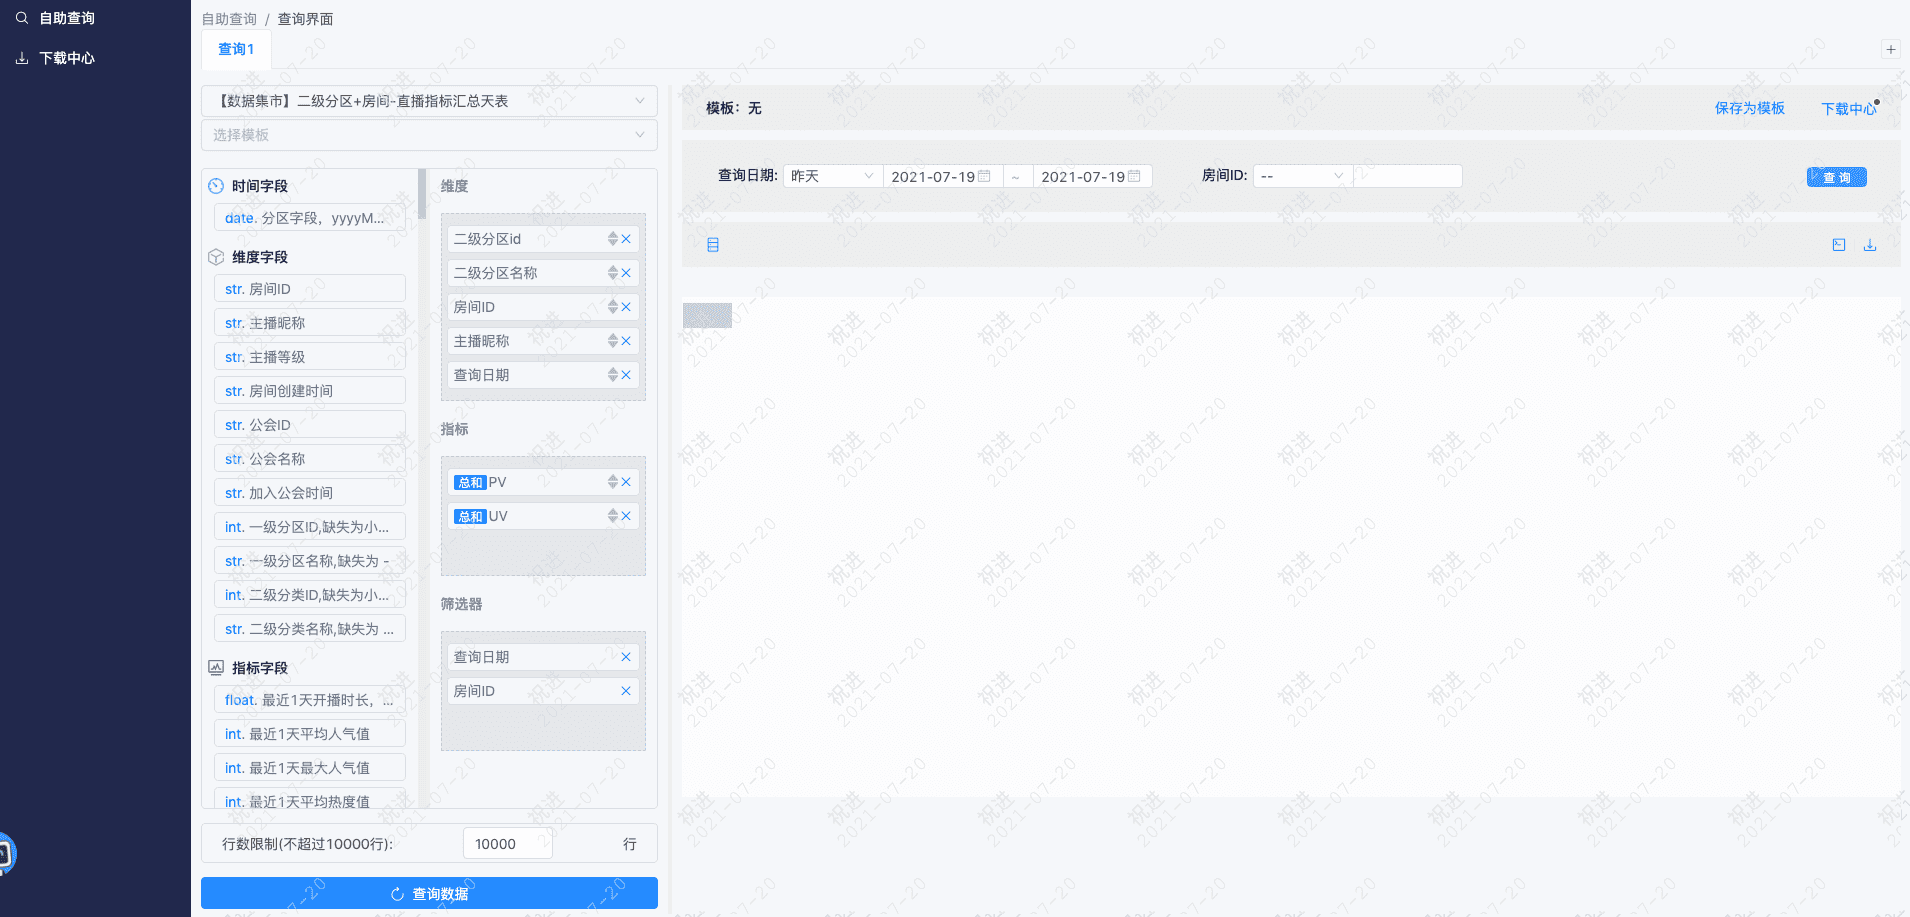 自助查询
下载中心
自助查询 / 查询界面
查询1
【数据集市】二级分区+房间-直播指标汇总天表
选择模板
时间字段
date. 分区字段，yyyyM...
维度字段
str. 房间ID
str. 主播昵称
str. 主播等级
str. 房间创建时间
str. 公会ID
str. 公会名称
str. 加入公会时间
int. 一级分区ID,缺失为小...
str. 一级分区名称,缺失为 -
int. 二级分类ID,缺失为小...
str. 二级分类名称,缺失为 ...
指标字段
float. 最近1天开播时长，...
int. 最近1天平均人气值
int. 最近1天最大人气值
int. 最近1天平均热度值
维度
二级分区id
二级分区名称
房间ID
主播昵称
查询日期
指标
总和 PV
总和 UV
筛选器
查询日期
房间ID
行数限制(不超过10000行): 10000 行
查询数据
模板：无
保存为模板
下载中心
查询日期: 昨天 2021-07-19 ~ 2021-07-19
房间ID: --
查 询
祝进
2021-07-20